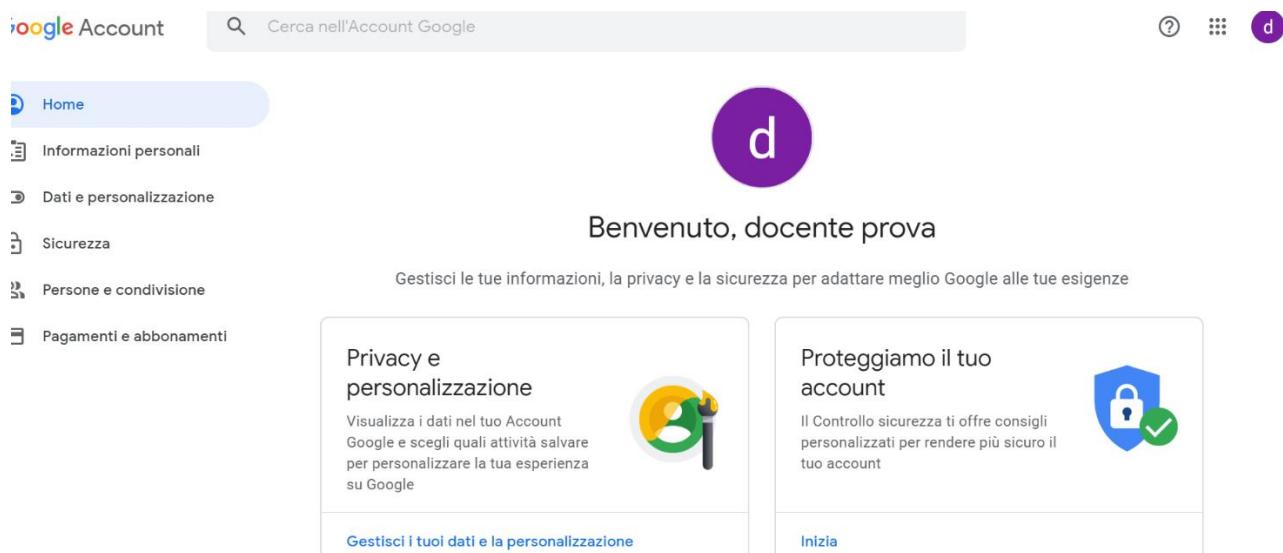 Google Account
Cerca nell'Account Google
d
Home
Informazioni personali
Dati e personalizzazione
Sicurezza
Persone e condivisione
Pagamenti e abbonamenti
d
Benvenuto, docente prova
Gestisci le tue informazioni, la privacy e la sicurezza per adattare meglio Google alle tue esigenze
Privacy e
personalizzazione
Visualizza i dati nel tuo Account
Google e scegli quali attività salvare
per personalizzare la tua esperienza
su Google
Gestisci i tuoi dati e la personalizzazione
Proteggiamo il tuo
account
Il Controllo sicurezza ti offre consigli
personalizzati per rendere più sicuro il
tuo account
Inizia